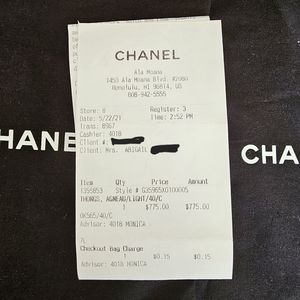 CHANEL
Ala Moana
1450 Ala Moana Blvd. #2080
Honolulu, HI 96814, US
808-942-5555
Store: 8 Register: 3
Date: 5/22/21 Time: 2:52 PM
Trans: 8967
Cashier: 4018
Client #:
Client: Mrs. ABIGAIL
CHANE
CHA
Item Qty Price Amount
Style # G35965X0100005
THONGS, AGNEAU/LIGHT/40/C
1 $775.00 $775.00
OK565/40/C
Advisor: 4018 MONICA
Checkout Bag Charge
1 $0.15 $0.15
Advisor: 4018 MONICA